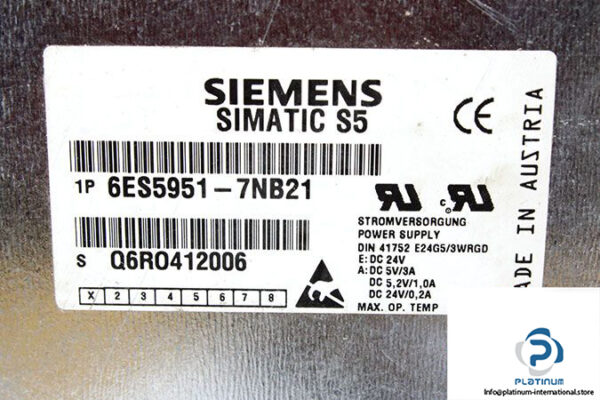 SIEMENS
SIMATIC S5
1P 6ES5951-7NB21
S Q6R0412006
X 2 3 4 5 6 7 8
CE
STROMVERSORGUNG
POWER SUPPLY
DIN 41752 E24G5/3WRGD
E: DC 24V
A: DC 5V/3A
DC 5,2V/1,0A
DC 24V/0,2A
MAX. OP. TEMP
ADE IN AUSTRIA
PLATINUM
Info@platinum-international.store